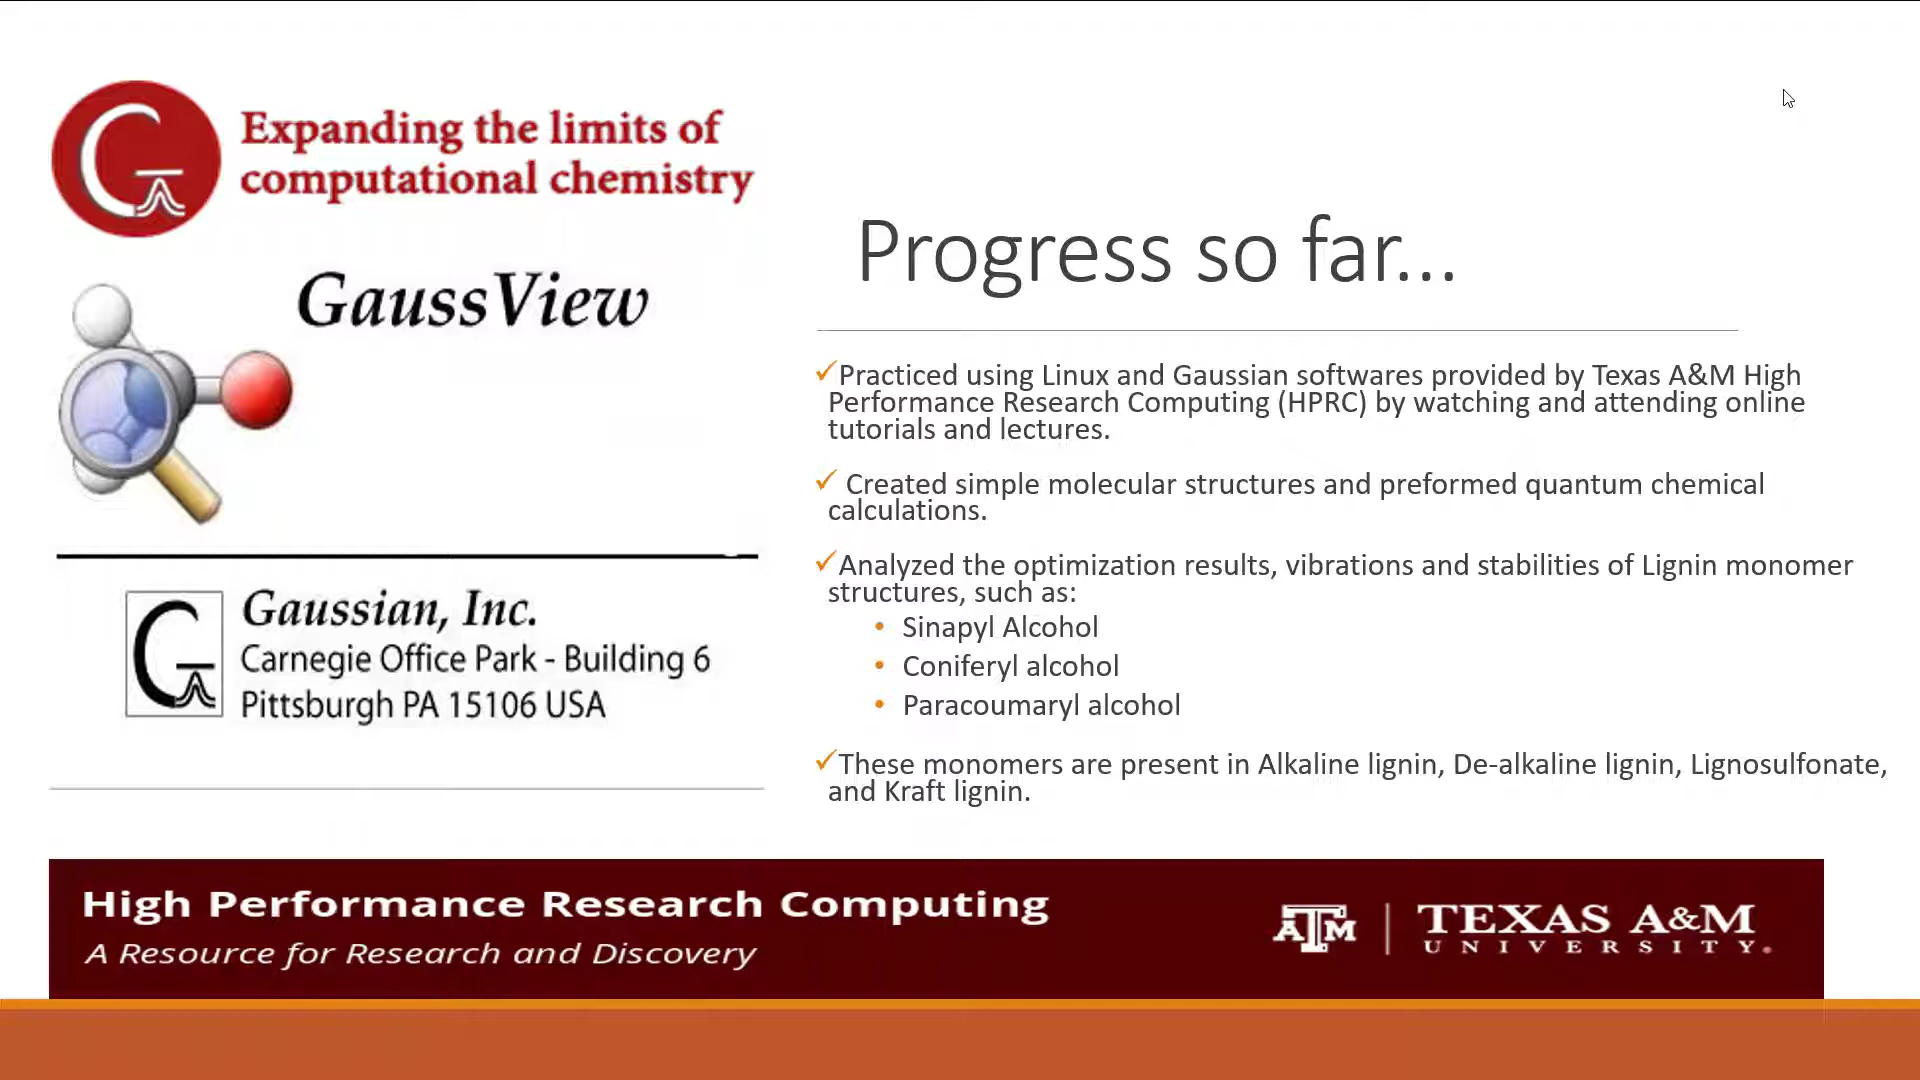 Expanding the limits of
computational chemistry
GaussView
Gaussian, Inc.
Carnegie Office Park - Building 6
Pittsburgh PA 15106 USA
Progress so far...
✓Practiced using Linux and Gaussian softwares provided by Texas A&M High
Performance Research Computing (HPRC) by watching and attending online
tutorials and lectures.
✓ Created simple molecular structures and preformed quantum chemical
calculations.
✓Analyzed the optimization results, vibrations and stabilities of Lignin monomer
structures, such as:
• Sinapyl Alcohol
• Coniferyl alcohol
• Paracoumaryl alcohol
✓These monomers are present in Alkaline lignin, De-alkaline lignin, Lignosulfonate,
and Kraft lignin.
High Performance Research Computing
A Resource for Research and Discovery
ATM
TEXAS A&M
UNIVERSITY.